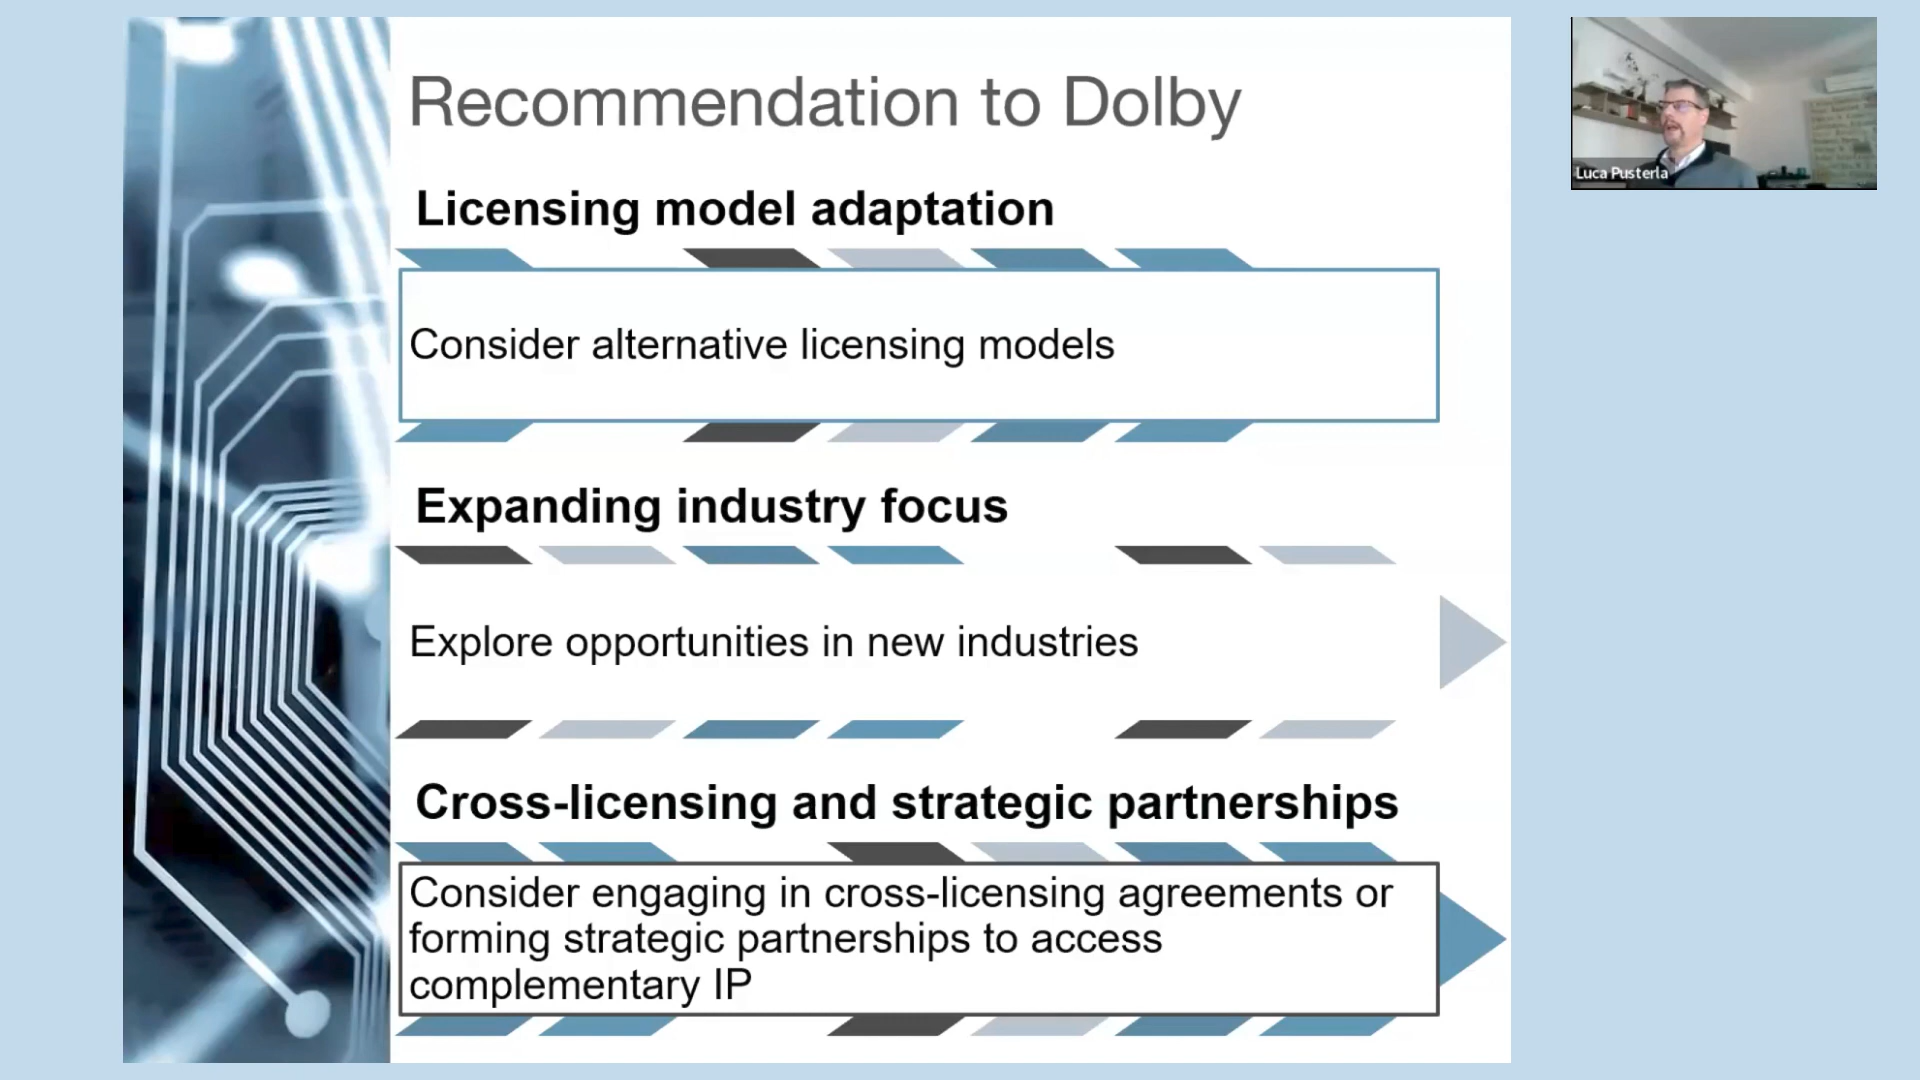 Recommendation to Dolby
Licensing model adaptation
Consider alternative licensing models
Expanding industry focus
Explore opportunities in new industries
Cross-licensing and strategic partnerships
Consider engaging in cross-licensing agreements or
forming strategic partnerships to access
complementary IP
Luca Pusterla